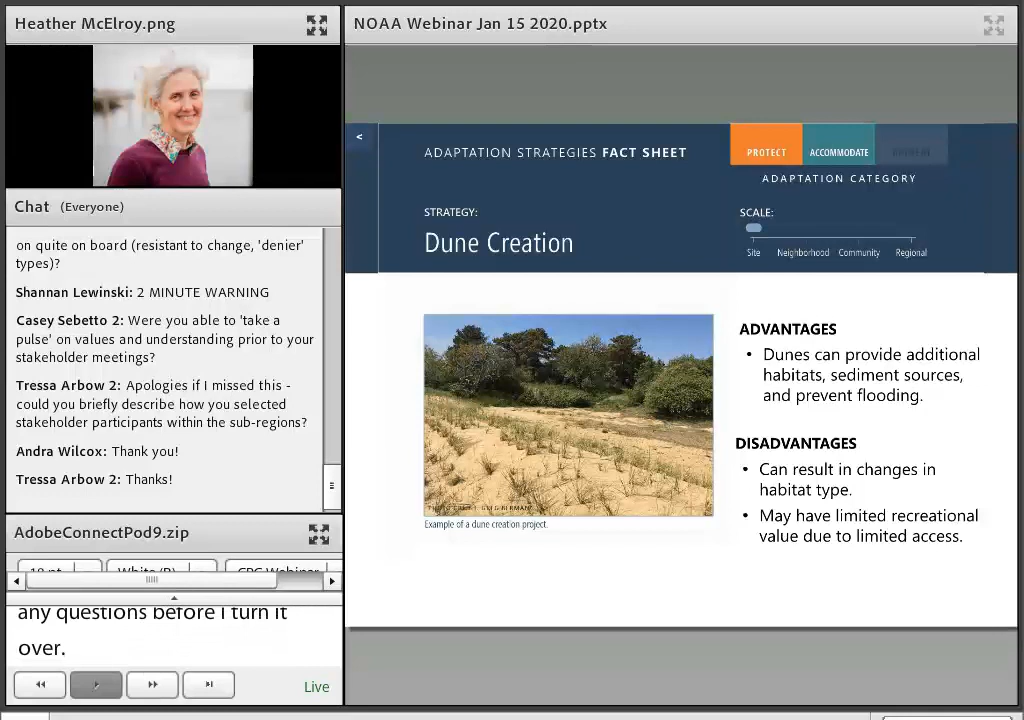 Heather McElroy.png
Chat (Everyone)
on quite on board (resistant to change, 'denier'
types)?
Shannan Lewinski: 2 MINUTE WARNING
Casey Sebetto 2: Were you able to 'take a
pulse' on values and understanding prior to your
stakeholder meetings?
Tressa Arbow 2: Apologies if I missed this -
could you briefly describe how you selected
stakeholder participants within the sub-regions?
Andra Wilcox: Thank you!
Tressa Arbow 2: Thanks!
AdobeConnectPod9.zip
any questions before I turn it
over.
Live
NOAA Webinar Jan 15 2020.pptx
<
ADAPTATION STRATEGIES FACT SHEET
PROTECT
ACCOMMODATE
ADAPTATION CATEGORY
STRATEGY:
Dune Creation
SCALE:
Site Neighborhood Community Regional
Example of a dune creation project.
ADVANTAGES
• Dunes can provide additional
habitats, sediment sources,
and prevent flooding.
DISADVANTAGES
• Can result in changes in
habitat type.
• May have limited recreational
value due to limited access.